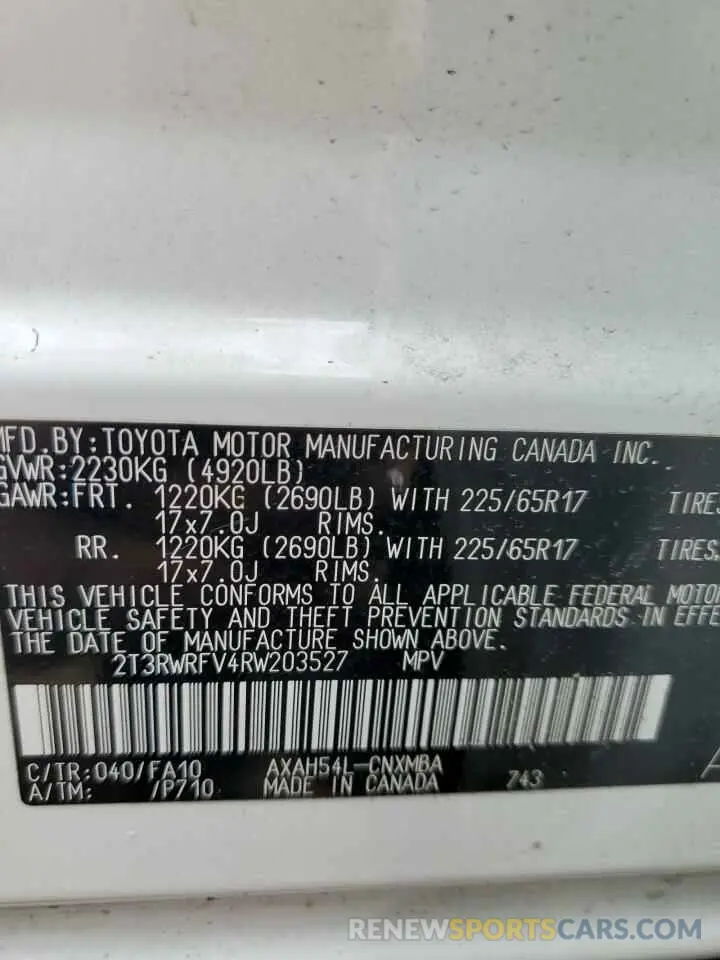 MFD.BY:TOYOTA MOTOR MANUFACTURING CANADA INC.
GVWR:2230KG (4920LB)
GAWR:FRT. 1220KG (2690LB) WITH 225/65R17 TIRES
17x7.0J RIMS.
RR. 1220KG (2690LB) WITH 225/65R17 TIRES,
17x7.0J RIMS.
THIS VEHICLE CONFORMS TO ALL APPLICABLE FEDERAL MOTOR
VEHICLE SAFETY AND THEFT PREVENTION STANDARDS IN EFFE
THE DATE OF MANUFACTURE SHOWN ABOVE.
2T3RWRFV4RW203527 MPV
C/TR:040/FA10 AXAH54L-CNXMBA 743
A/TM: /P710 MADE IN CANADA
RENEWSPORTSCARS.COM